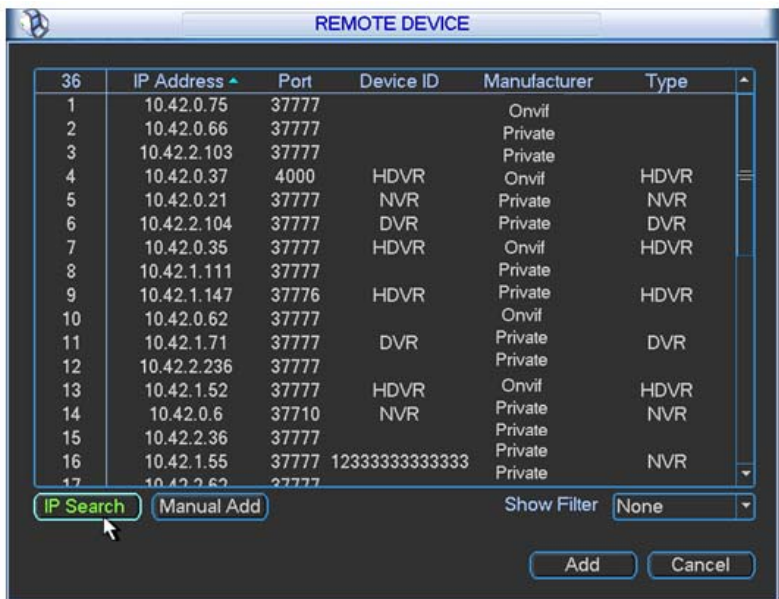 REMOTE DEVICE
36 IP Address Port Device ID Manufacturer Type
1 10.42.0.75 37777 Onvif
2 10.42.0.66 37777 Private
3 10.42.2.103 37777 Private
4 10.42.0.37 4000 HDVR Onvif HDVR
5 10.42.0.21 37777 NVR Private NVR
6 10.42.2.104 37777 DVR Private DVR
7 10.42.0.35 37777 HDVR Onvif HDVR
8 10.42.1.111 37777 Private
9 10.42.1.147 37776 HDVR Private HDVR
10 10.42.0.62 37777 Onvif
11 10.42.1.71 37777 DVR Private DVR
12 10.42.2.236 37777 Private
13 10.42.1.52 37777 HDVR Onvif HDVR
14 10.42.0.6 37710 NVR Private NVR
15 10.42.2.36 37777 Private
16 10.42.1.55 37777 12333333333333 Private NVR
17 10.42.2.62 37777 Private
IP Search Manual Add Show Filter None
Add Cancel